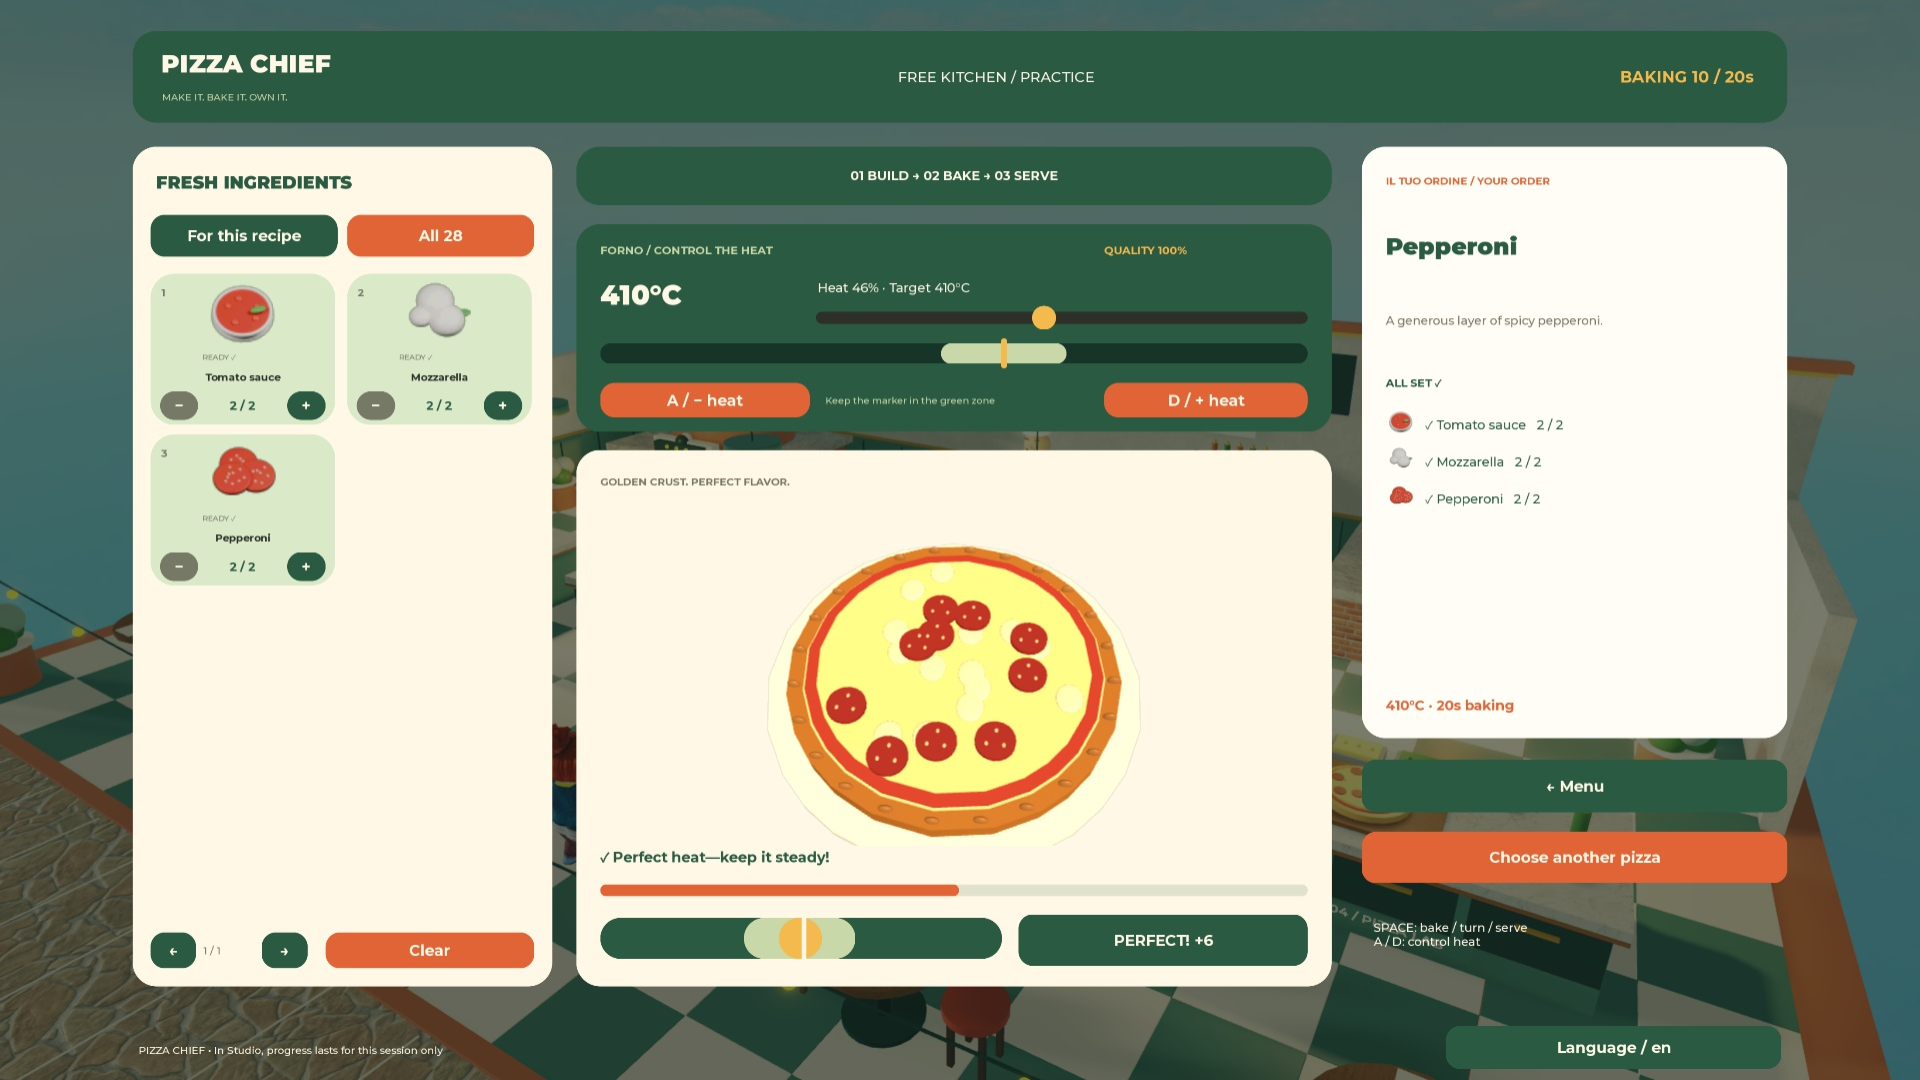 PIZZA CHIEF
MAKE IT. BAKE IT. OWN IT.
FREE KITCHEN / PRACTICE
BAKING 10 / 20s
FRESH INGREDIENTS
For this recipe
All 28
1
READY ✓
Tomato sauce
− 2 / 2 +
2
READY ✓
Mozzarella
− 2 / 2 +
3
READY ✓
Pepperoni
− 2 / 2 +
← 1 / 1 →
Clear
01 BUILD → 02 BAKE → 03 SERVE
FORNO / CONTROL THE HEAT
QUALITY 100%
410°C
Heat 46% · Target 410°C
A / − heat
Keep the marker in the green zone
D / + heat
GOLDEN CRUST. PERFECT FLAVOR.
✓ Perfect heat—keep it steady!
PERFECT! +6
IL TUO ORDINE / YOUR ORDER
Pepperoni
A generous layer of spicy pepperoni.
ALL SET ✓
✓ Tomato sauce 2 / 2
✓ Mozzarella 2 / 2
✓ Pepperoni 2 / 2
410°C · 20s baking
← Menu
Choose another pizza
SPACE: bake / turn / serve
A / D: control heat
PIZZA CHIEF • In Studio, progress lasts for this session only
Language / en